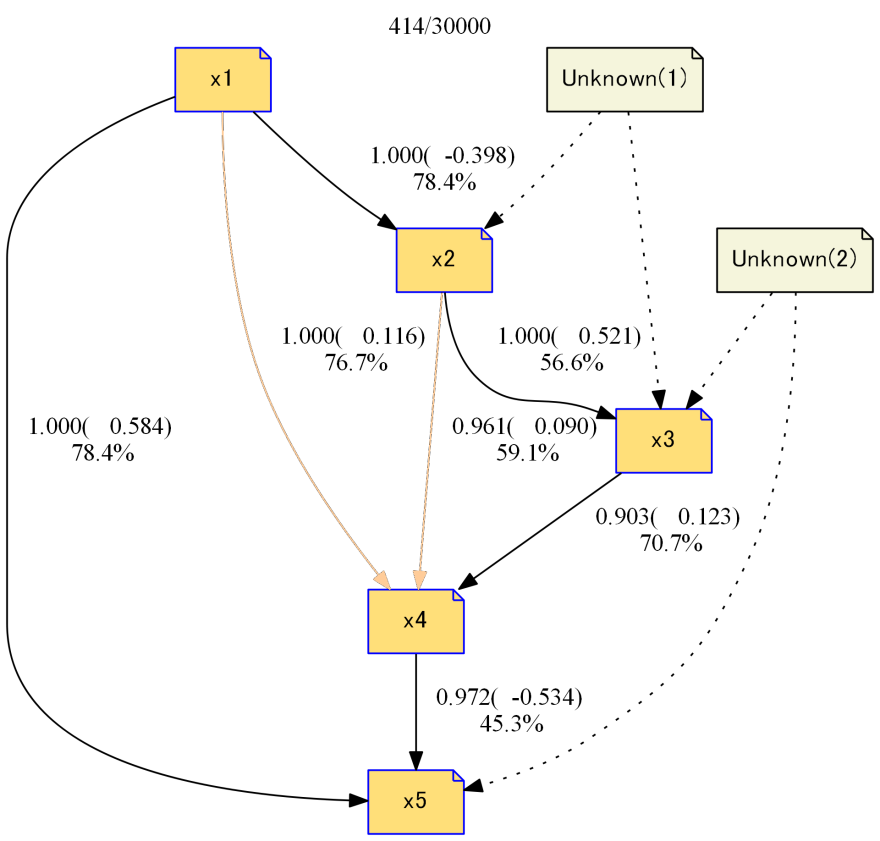 414/30000
x1
Unknown(1)
1.000( -0.398)
78.4%
x2
Unknown(2)
1.000( 0.116)
76.7%
1.000( 0.521)
56.6%
1.000( 0.584)
78.4%
0.961( 0.090)
59.1%
x3
0.903( 0.123)
70.7%
x4
0.972( -0.534)
45.3%
x5